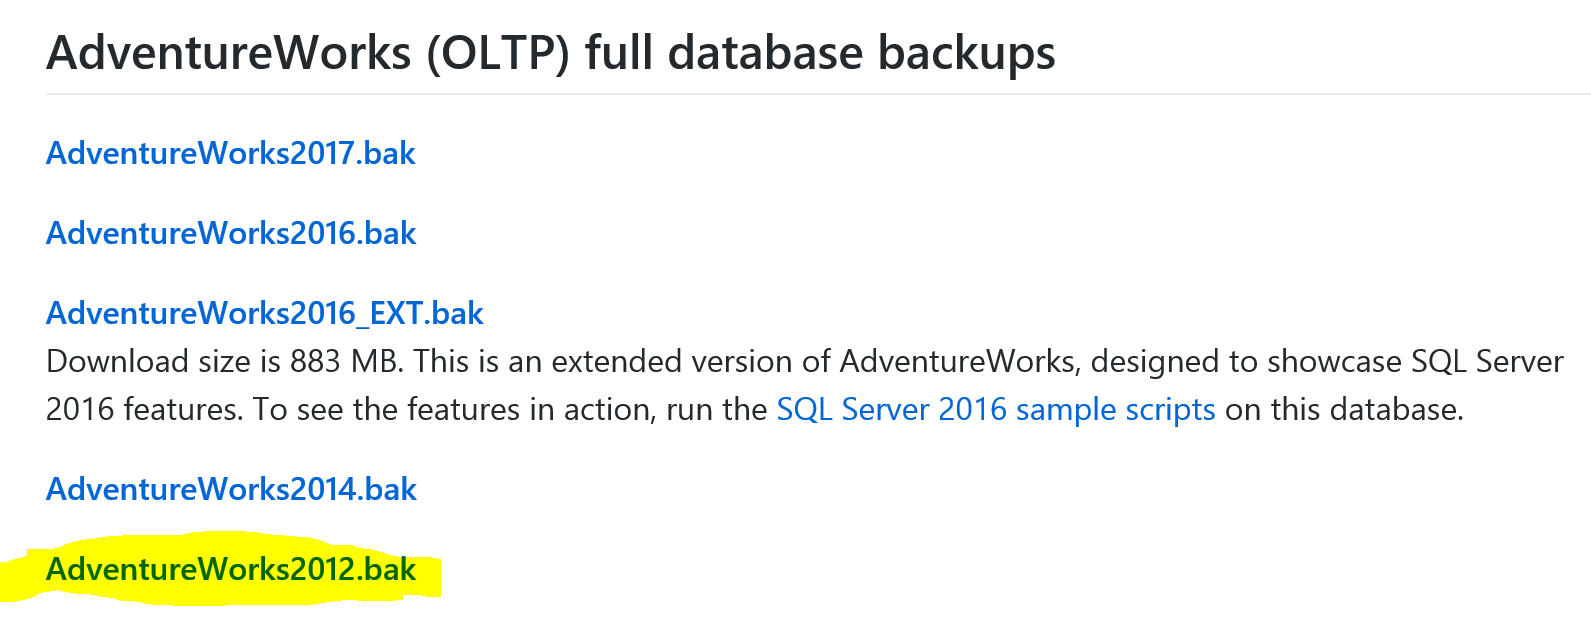 AdventureWorks (OLTP) full database backups
AdventureWorks2017.bak
AdventureWorks2016.bak
AdventureWorks2016_EXT.bak
Download size is 883 MB. This is an extended version of AdventureWorks, designed to showcase SQL Server
2016 features. To see the features in action, run the SQL Server 2016 sample scripts on this database.
AdventureWorks2014.bak
AdventureWorks2012.bak